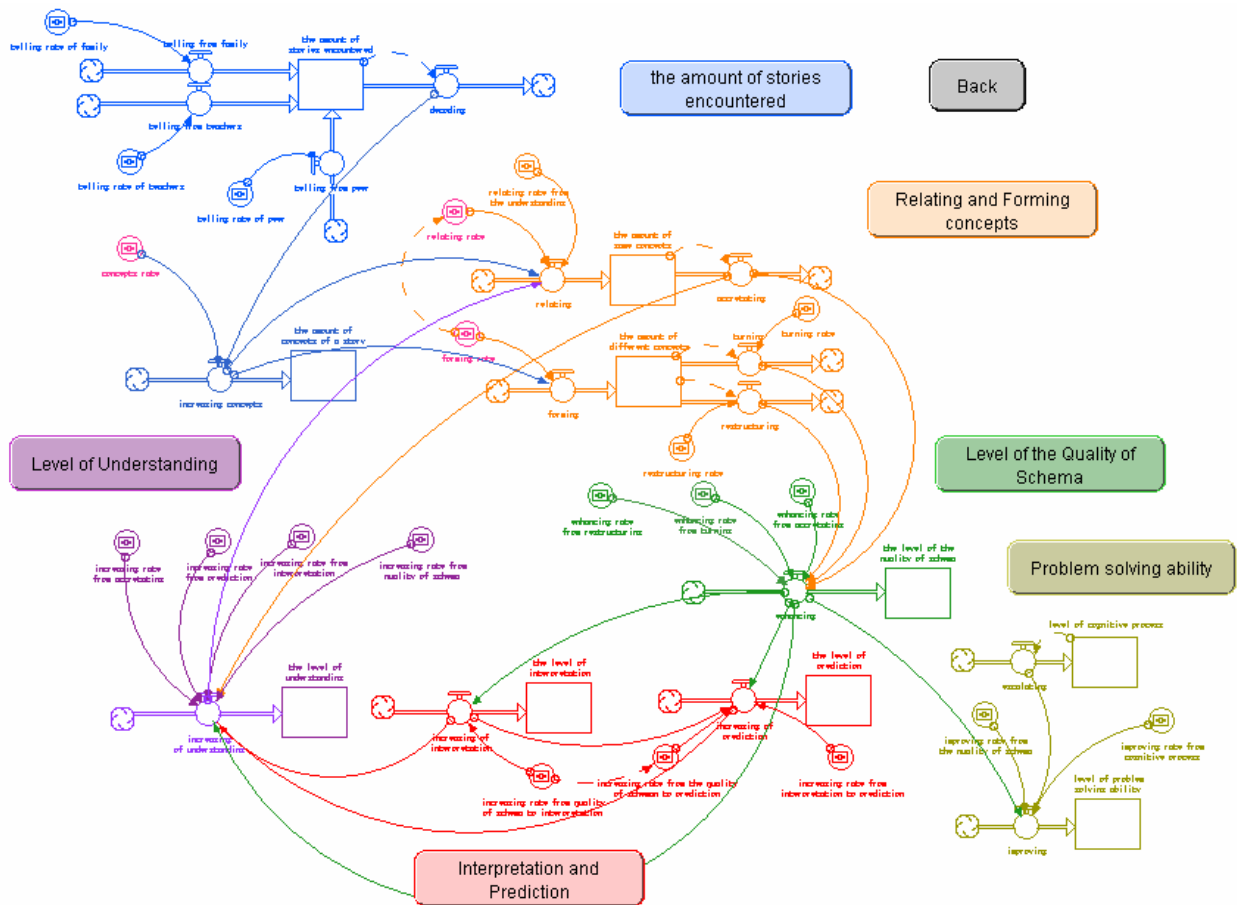 telling rate of family
telling from family
the amount of
stories encountered
decoding
telling from teachers
telling rate of teachers
telling rate of peer
telling from peer
the amount of stories
encountered
Back
Relating and Forming
concepts
relating rate from
the understanding
relating rate
the amount of
same concepts
relating
accretating
concepts rate
the amount of
concepts of a story
increasing concepts
forming rate
the amount of
different concepts
turning
turning rate
forming
restructuring
restructuring rate
Level of Understanding
Level of the Quality of
Schema
enhancing rate
from restructuring
enhancing rate
from turning
enhancing rate
from accretating
the level of the
quality of schema
enhancing
Problem solving ability
increasing rate
from accretating
increasing rate
from prediction
increasing rate from
interpretation
increasing rate from
quality of schema
the level of
understanding
increasing
of understanding
the level of
interpretation
increasing of
interpretation
the level of
prediction
increasing of
prediction
increasing rate from quality
of schema to interpretation
increasing rate from the quality
of schema to prediction
increasing rate from
interpretation to prediction
level of cognitive process
escalating
improving rate from
the quality of schema
improving rate from
cognitive process
level of problem
solving ability
improving
Interpretation and
Prediction